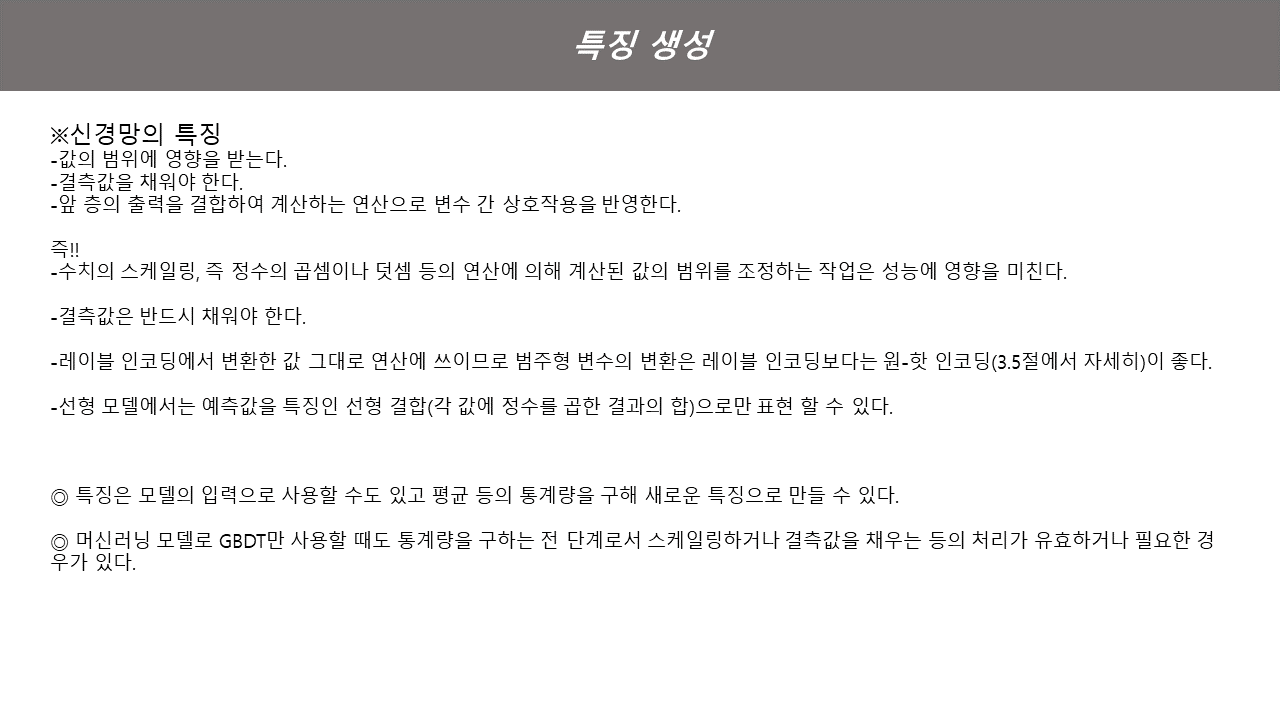 특징 생성
※신경망의 특징
-값의 범위에 영향을 받는다.
-결측값을 채워야 한다.
-앞 층의 출력을 결합하여 계산하는 연산으로 변수 간 상호작용을 반영한다.
즉!!
-수치의 스케일링, 즉 정수의 곱셈이나 덧셈 등의 연산에 의해 계산된 값의 범위를 조정하는 작업은 성능에 영향을 미친다.
-결측값은 반드시 채워야 한다.
-레이블 인코딩에서 변환한 값 그대로 연산에 쓰이므로 범주형 변수의 변환은 레이블 인코딩보다는 원-핫 인코딩(3.5절에서 자세히)이 좋다.
-선형 모델에서는 예측값을 특징인 선형 결합(각 값에 정수를 곱한 결과의 합)으로만 표현 할 수 있다.
◎ 특징은 모델의 입력으로 사용할 수도 있고 평균 등의 통계량을 구해 새로운 특징으로 만들 수 있다.
◎ 머신러닝 모델로 GBDT만 사용할 때도 통계량을 구하는 전 단계로서 스케일링하거나 결측값을 채우는 등의 처리가 유효하거나 필요한 경
우가 있다.